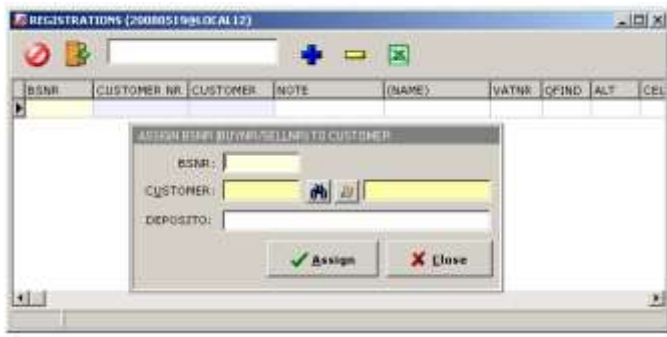 REGISTRATIONS (20080519@LOCAL12)
BSNR CUSTOMER NR CUSTOMER NOTE (NAME) VATNR QFIND ALT CEL
ASSIGN BSNR (BUYNR/SELLNR) TO CUSTOMER
BSNR:
CUSTOMER:
DEPOSITO:
Assign Close